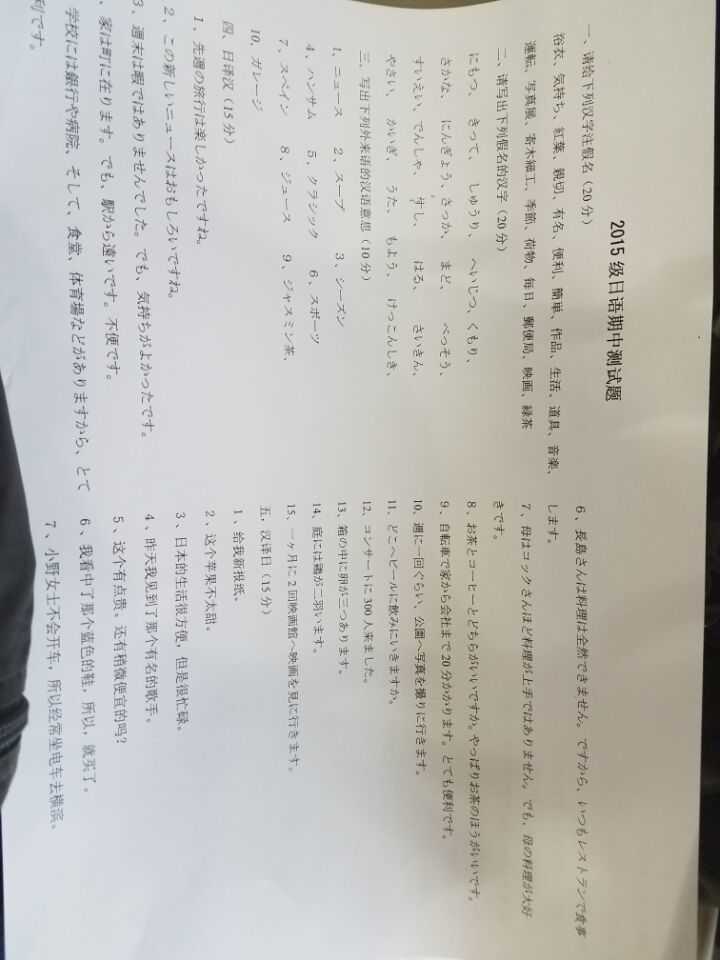 2015级日语期中测试题
一、请给下列汉字注假名（20分）
浴衣、気持ち、紅葉、親切、有名、便利、簡単、作品、生活、道具、音楽、
運転、写真展、寄木細工、季節、荷物、毎日、郵便局、映画、緑茶
二、请写出下列假名的汉字（20分）
にもつ、 きって、 しゅうり、 へいじつ、くもり、
さかな、 にんぎょう、さっか、 まど、 べっそう、
すいえい、でんしゃ、 すし、 はる、 さいきん、
やさい、 かいぎ、 うた、 もよう、 けっこんしき、
三、写出下列外来语的汉语意思（10分）
1、ニュース 2、スープ 3、シーズン
4、ハンサム 5、クラシック 6、スポーツ
7、スペイン 8、ジュース 9、ジャスミン茶、
10、ガレージ
四、日译汉（15分）
1、先週の旅行は楽しかったですね。
2、この新しいニュースはおもしろいですね。
3、週末は暇ではありませんでした。でも、気持ちがよかったです。
、家は町に在ります。でも、駅から遠いです。不便です。
学校には銀行や病院、そして、食堂、体育場などがありますから、とて
利です。
6、長島さんは料理は全然できません。ですから、いつもレストランで食事
します。
7、母はコックさんほど料理が上手ではありません。でも、母の料理が大好
きです。
8、お茶とコーヒーとどちらがいいですか。やっぱりお茶のほうがいいです。
9、自転車で家から会社まで20分かかります。とても便利です。
10、週に一回ぐらい、公園へ写真を撮りに行きます。
11、どこへビールに飲みにいきますか。
12、コンサートに300人来ました。
13、箱の中に卵が三つあります。
14、庭には鶏が二羽います。
15、一ヶ月に2回映画館へ映画を見に行きます。
五，汉译日（15分）
1、给我新报纸。
2、这个苹果不太甜。
3、日本的生活很方便，但是很忙碌。
4、昨天我见到了那个有名的歌手。
5、这个有点贵。还有稍微便宜的吗？
6、我看中了那个蓝色的鞋，所以，就买了。
7、小野女士不会开车，所以经常坐电车去横滨。